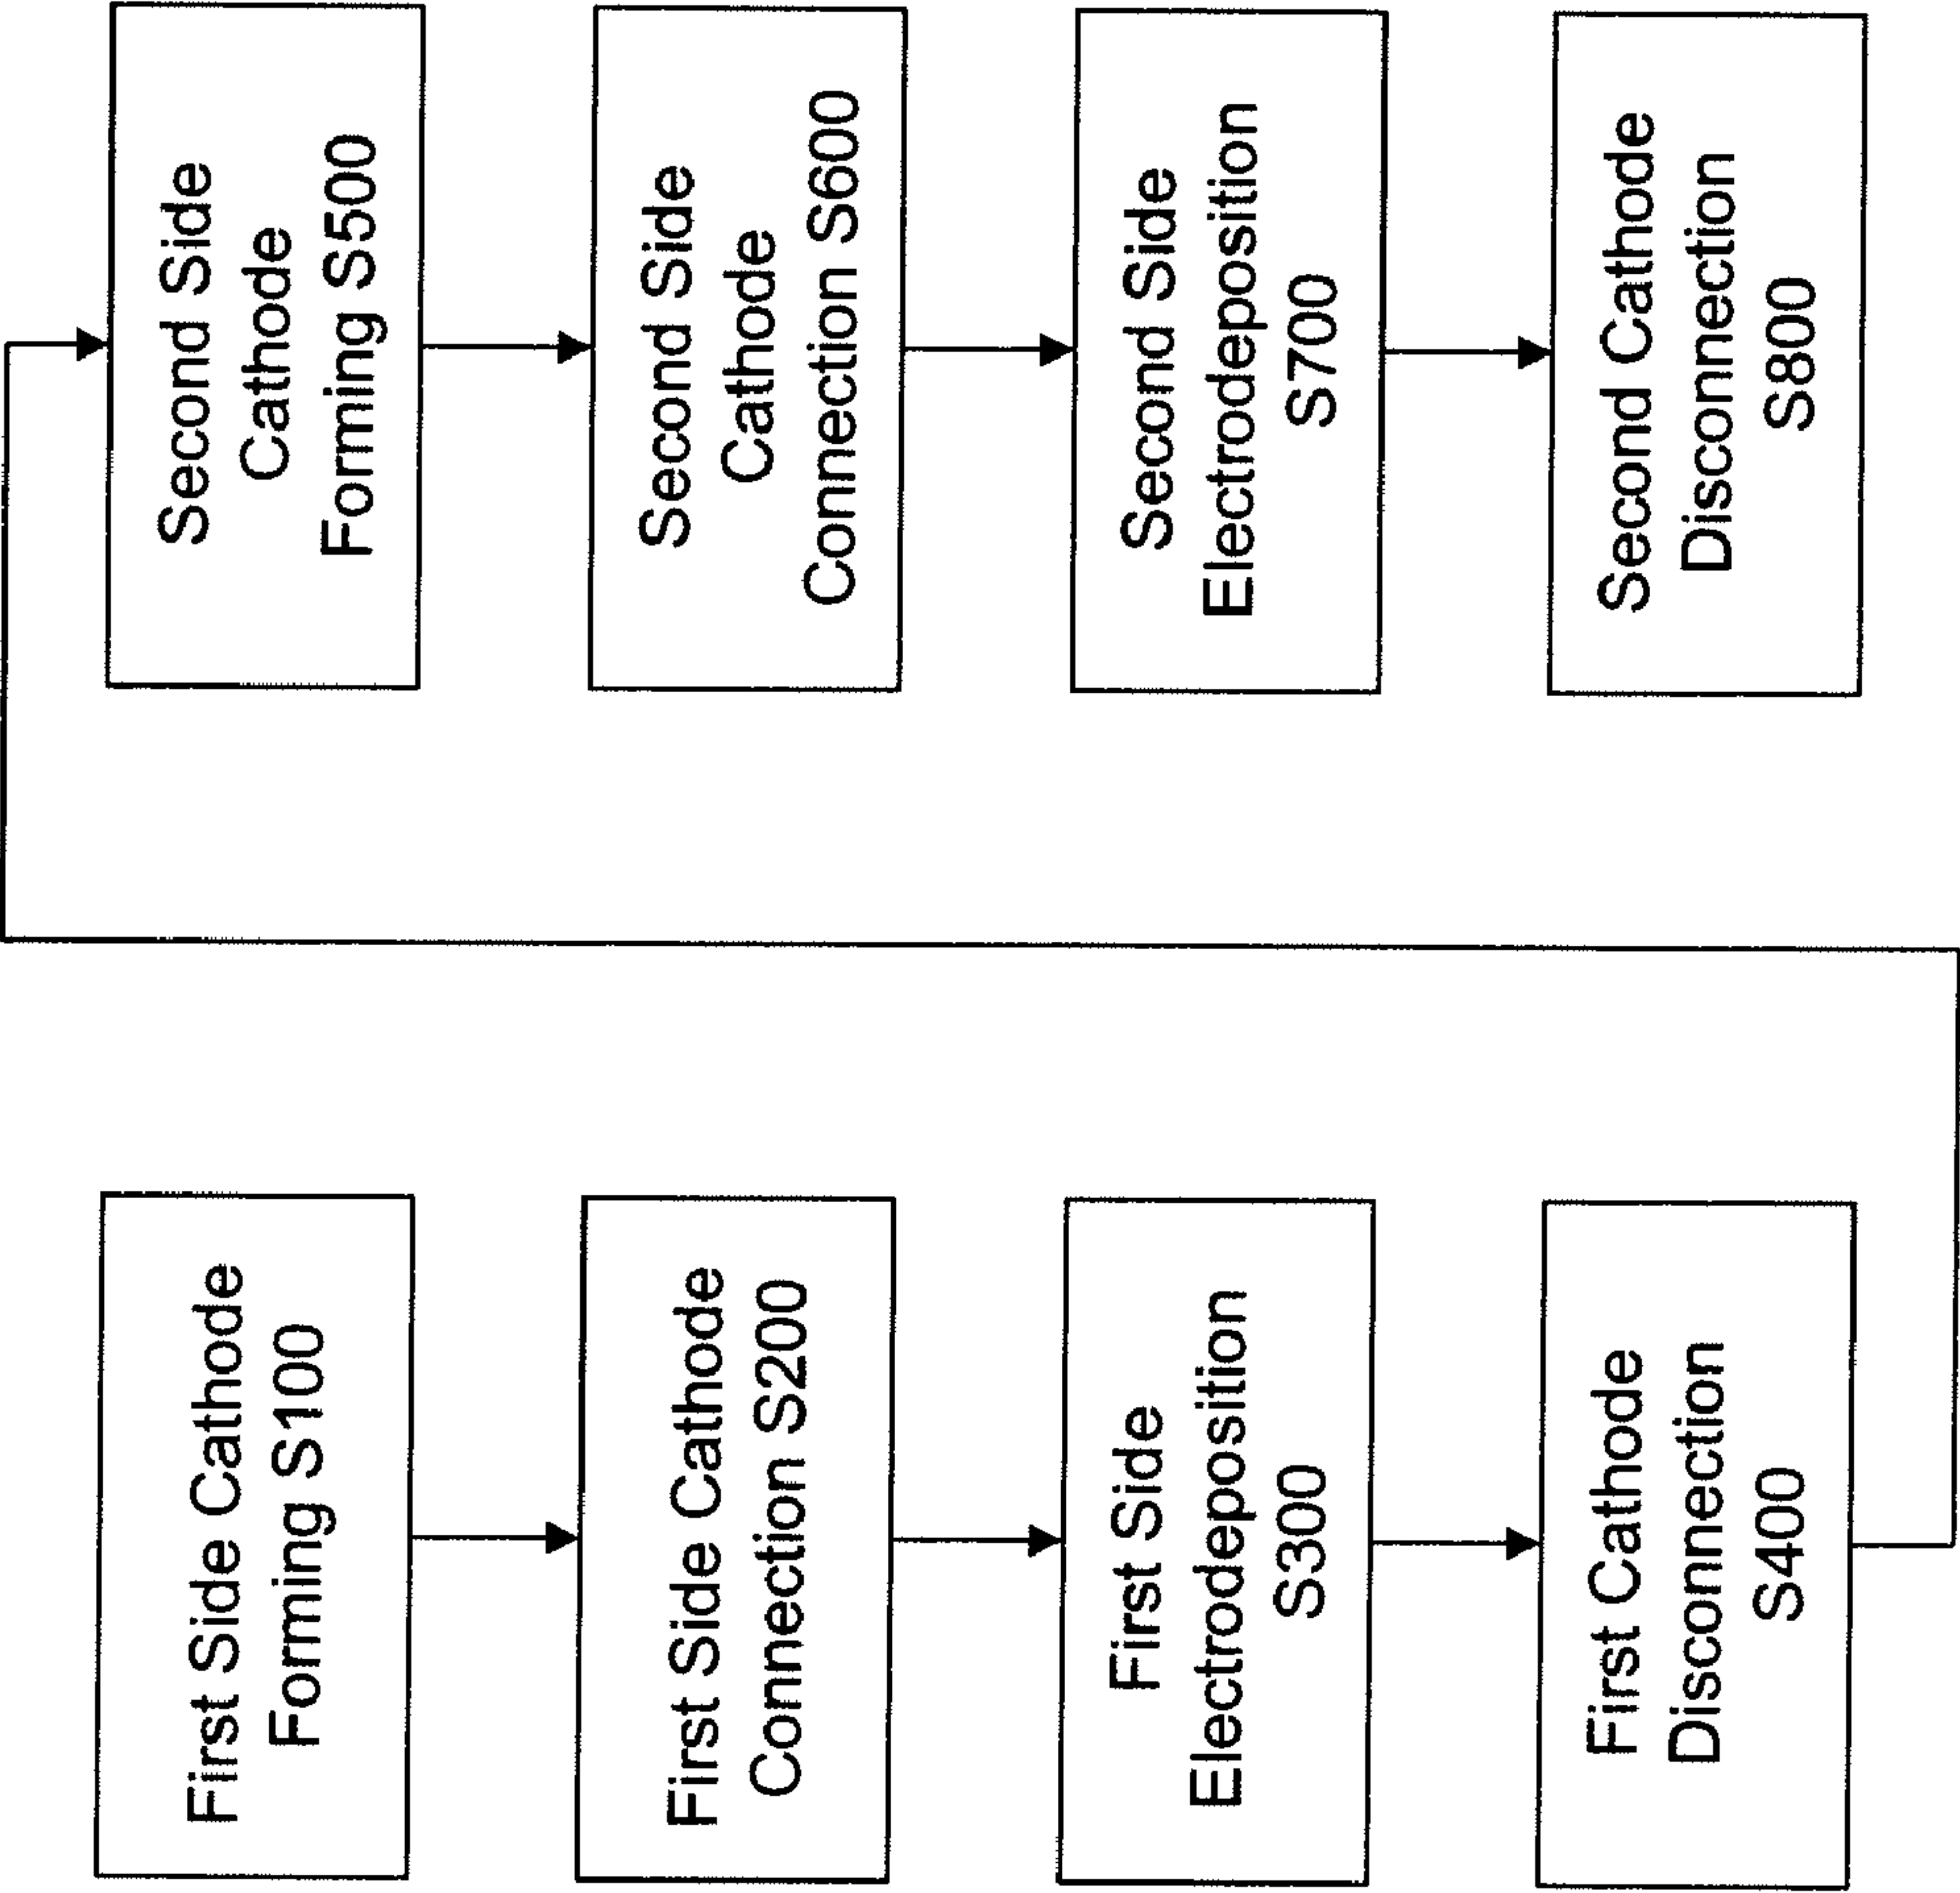 First Side Cathode
Forming S100
First Side Cathode
Connection S200
First Side
Electrodeposition
S300
First Cathode
Disconnection
S400
Second Side
Cathode
Forming S500
Second Side
Cathode
Connection S600
Second Side
Electrodeposition
S700
Second Cathode
Disconnection
S800